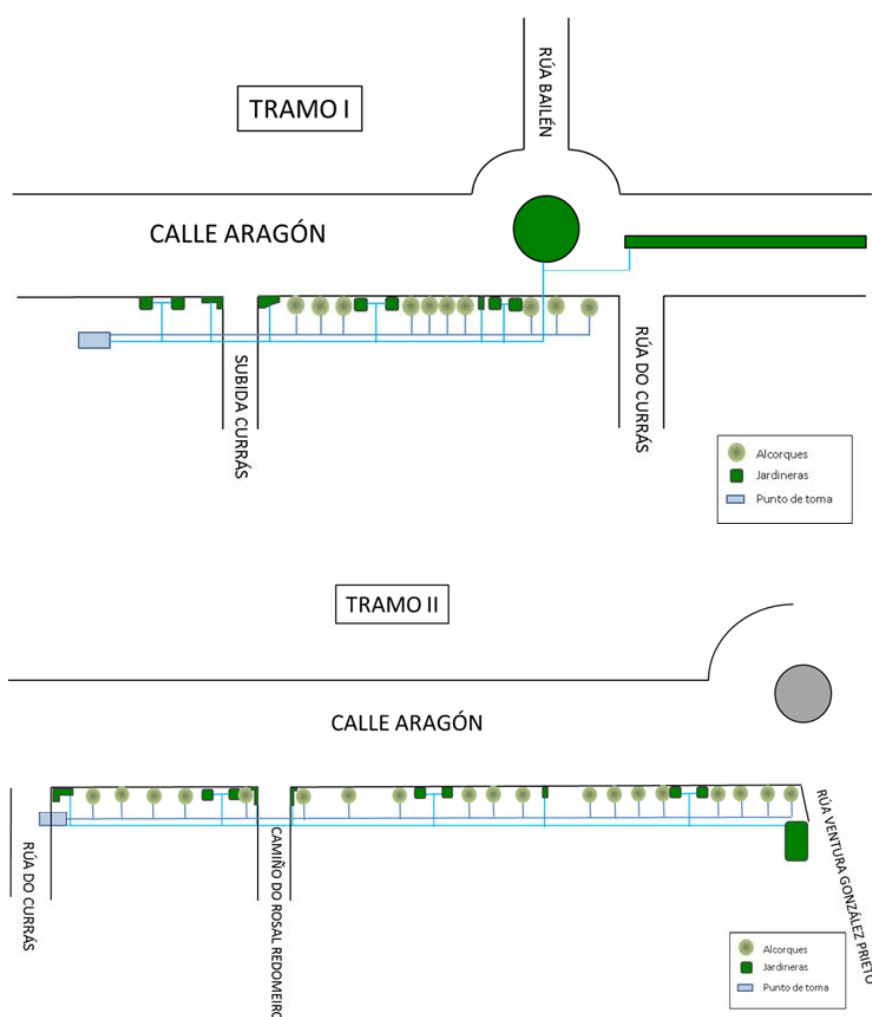 RÚA BAILÉN
TRAMO I
CALLE ARAGÓN
SUBIDA CURRÁS
RÚA DO CURRÁS
Alcorques
Jardineras
Punto de toma
TRAMO II
CALLE ARAGÓN
RÚA DO CURRÁS
CAMIÑO DO ROSAL REDOMEIRO
RÚA VENTURA GONZÁLEZ PRIETO
Alcorques
Jardineras
Punto de toma